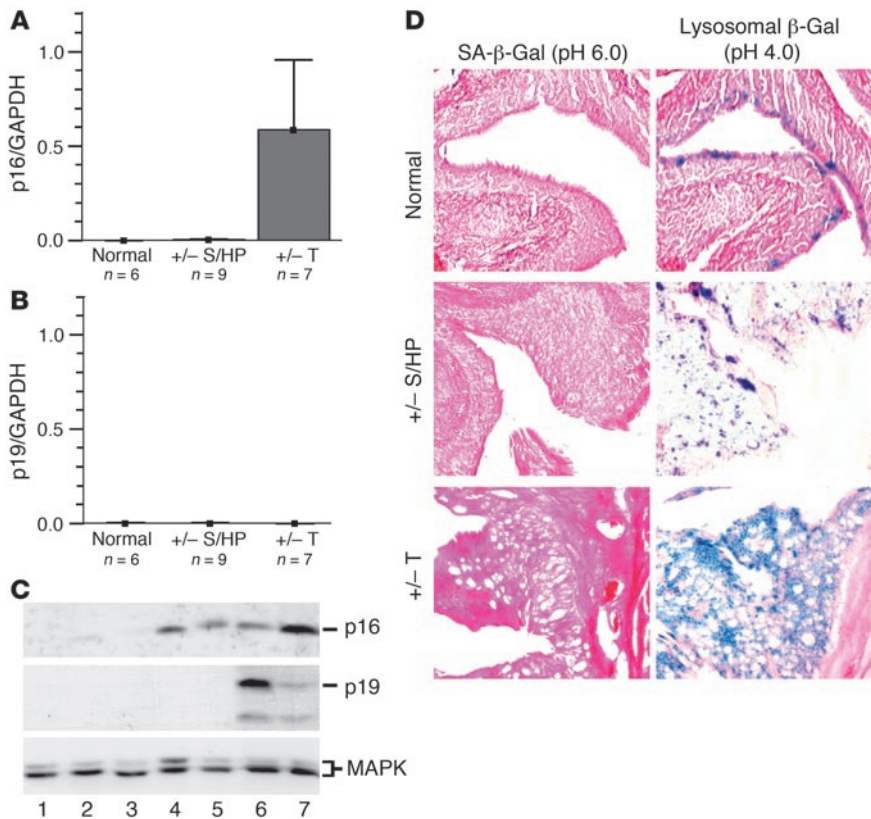 A
p16/GAPDH
1.0
0.5
0.0
Normal +/– S/HP +/– T
n = 6 n = 9 n = 7
B
p19/GAPDH
1.0
0.5
0.0
Normal +/– S/HP +/– T
n = 6 n = 9 n = 7
C
p16
p19
MAPK
1 2 3 4 5 6 7
D
SA-β-Gal (pH 6.0)
Lysosomal β-Gal
(pH 4.0)
Normal
+/– S/HP
+/– T